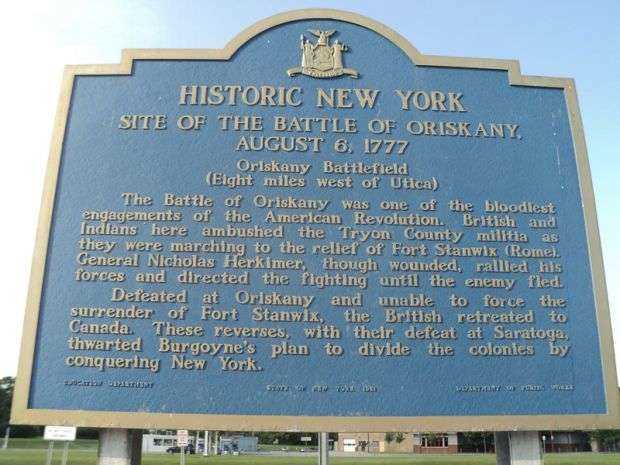 HISTORIC NEW YORK
SITE OF THE BATTLE OF ORISKANY,
AUGUST 6, 1777
Oriskany Battlefield
(Eight miles west of Utica)
The Battle of Oriskany was one of the bloodiest
engagements of the American Revolution. British and
Indians here ambushed the Tryon County militia as
they were marching to the relief of Fort Stanwix (Rome).
General Nicholas Herkimer, though wounded, rallied his
forces and directed the fighting until the enemy fled.
Defeated at Oriskany and unable to force the
surrender of Fort Stanwix, the British retreated to
Canada. These reverses, with their defeat at Saratoga,
thwarted Burgoyne's plan to divide the colonies by
conquering New York.
EDUCATION DEPARTMENT STATE OF NEW YORK DEPARTMENT OF PUBLIC WORKS